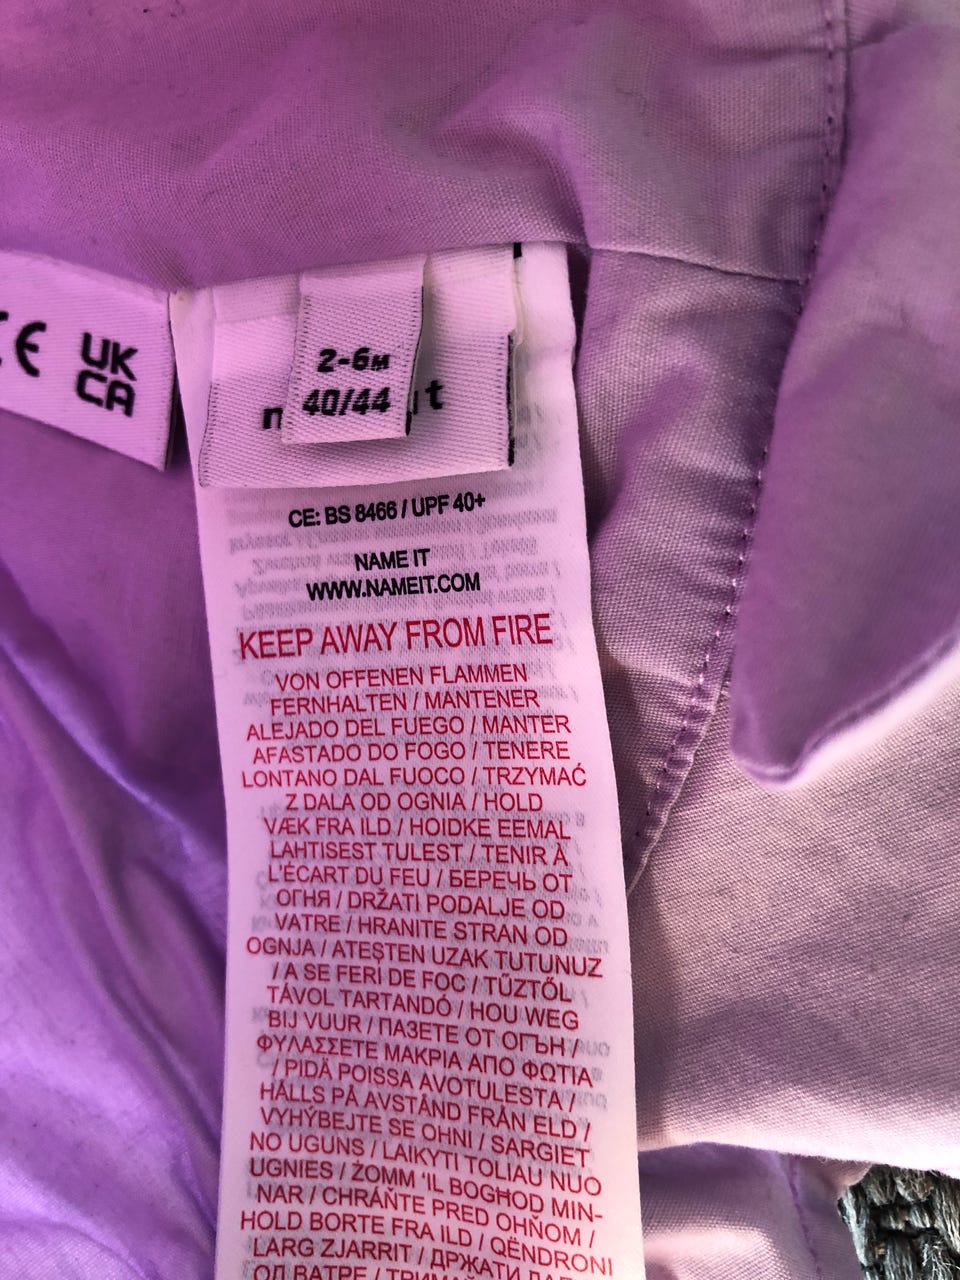 CE
UK
CA
2-6M
40/44
CE: BS 8466 / UPF 40+
NAME IT
WWW.NAMEIT.COM
KEEP AWAY FROM FIRE
VON OFFENEN FLAMMEN
FERNHALTEN / MANTENER
ALEJADO DEL FUEGO / MANTER
AFASTADO DO FOGO / TENERE
LONTANO DAL FUOCO / TRZYMAĆ
Z DALA OD OGNIA / HOLD
VÆK FRA ILD / HOIDKE EEMAL
LAHTISEST TULEST / TENIR À
L'ÉCART DU FEU / БЕРЕЧЬ ОТ
ОГНЯ / DRŽATI PODALJE OD
VATRE / HRANITE STRAN OD
OGNJA / ATEŞTEN UZAK TUTUNUZ
/ A SE FERI DE FOC / TŰZTŐL
TÁVOL TARTANDÓ / HOU WEG
BIJ VUUR / ПАЗЕТЕ ОТ ОГЪН /
ΦΥΛΑΣΣΕΤΕ ΜΑΚΡΙΑ ΑΠΟ ΦΩΤΙΑ
/ PIDÄ POISSA AVOTULESTA /
HÅLLS PÅ AVSTÅND FRÅN ELD /
VYHÝBEJTE SE OHNI / SARGIET
NO UGUNS / LAIKYTI TOLIAU NUO
UGNIES / ŻOMM 'IL BOGĦOD MIN-
NAR / CHRÁŇTE PRED OHŇOM /
HOLD BORTE FRA ILD / QËNDRONI
LARG ZJARRIT / ДРЖАТИ ДАЉЕ
ОД ВАТРЕ /